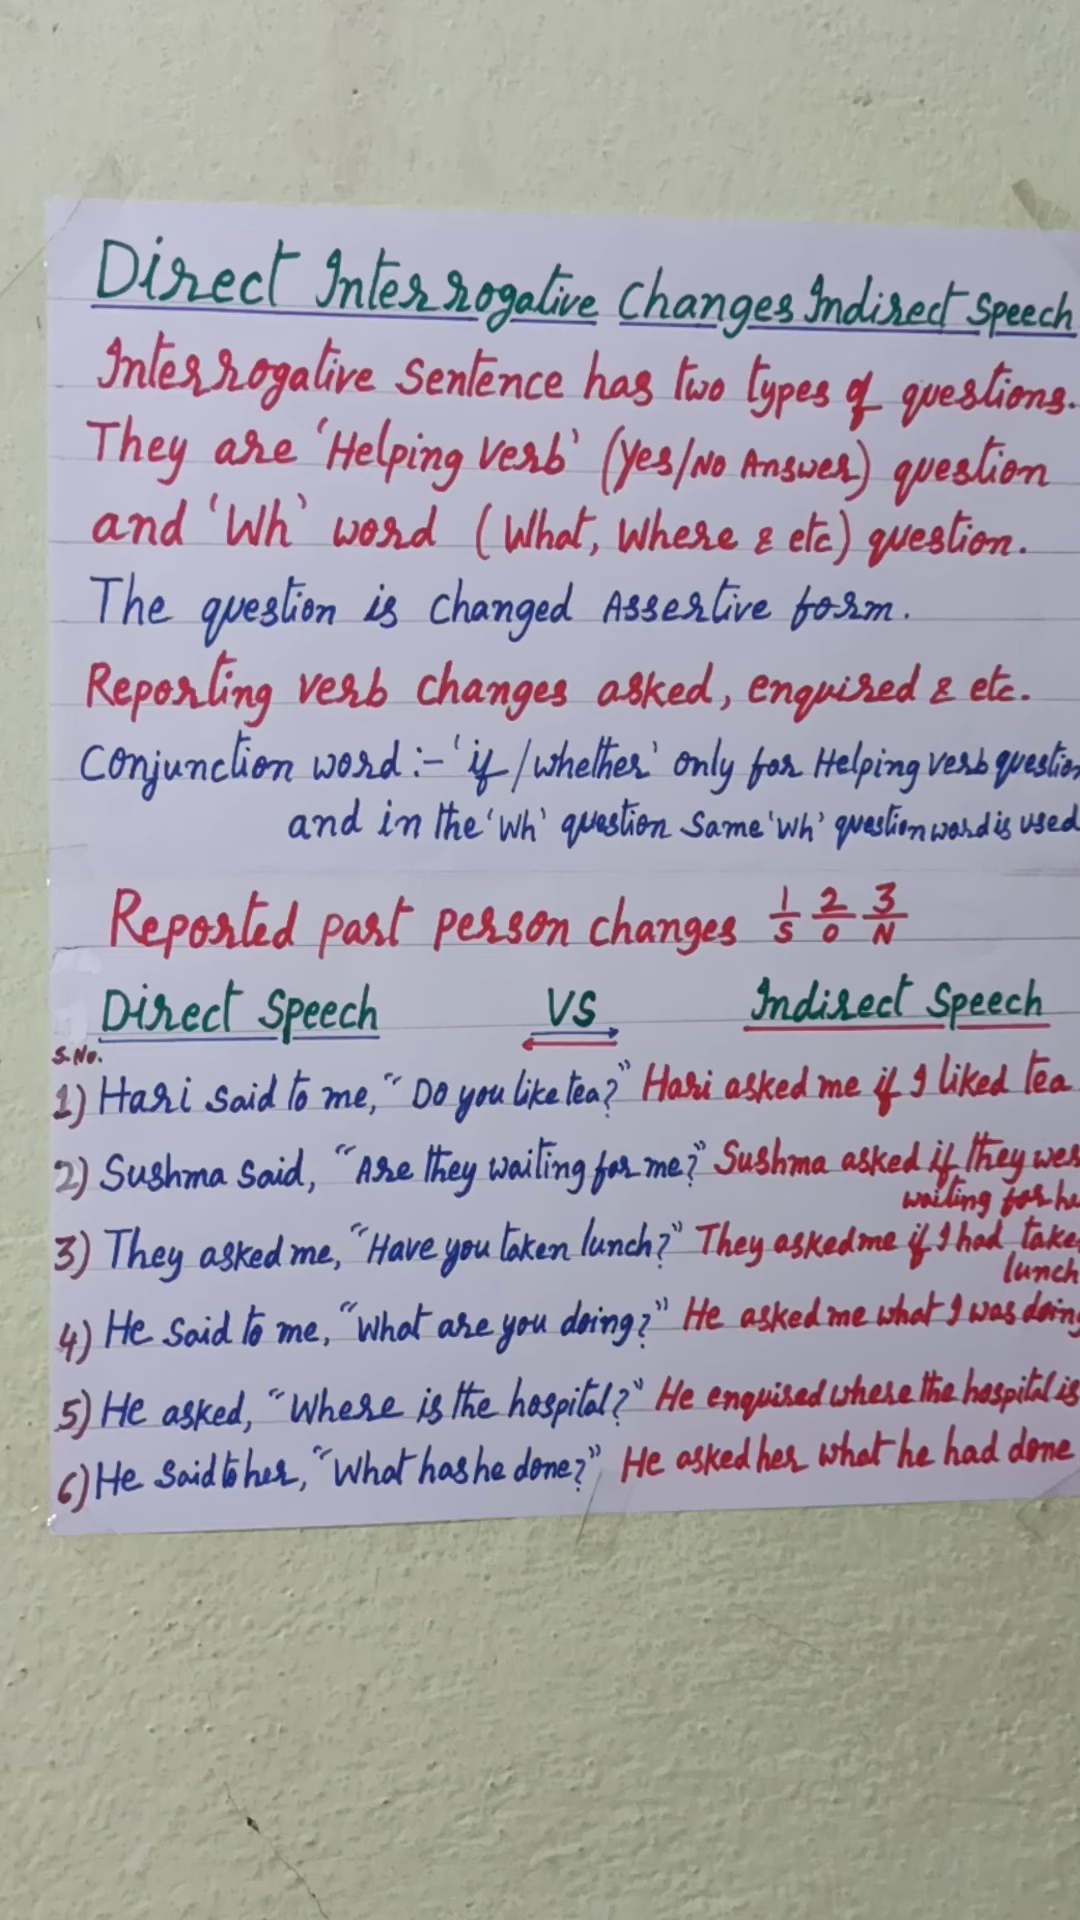 Direct Interrogative Changes Indirect Speech
Interrogative Sentence has two types of questions.
They are 'Helping verb' (Yes/No Answer) question
and 'Wh' word (What, Where & etc) question.
The question is changed Assertive form.
Reporting verb changes asked, enquired & etc.
Conjunction word :- 'if/whether' only for Helping verb question
and in the 'Wh' question Same 'Wh' question word is used
Reported part person changes 1/S 2/O 3/N
Direct Speech VS Indirect Speech
S.No.
1) Hari said to me, "Do you like tea?" Hari asked me if I liked tea
2) Sushma said, "Are they waiting for me?" Sushma asked if they
waiting for
3) They asked me, "Have you taken lunch?" They asked me if I had
lunch
4) He said to me, "What are you doing?" He asked me what I was doing
5) He asked, "Where is the hospital?" He enquired where the hospital is
6) He said to her, "What has he done?" He asked her what he had done